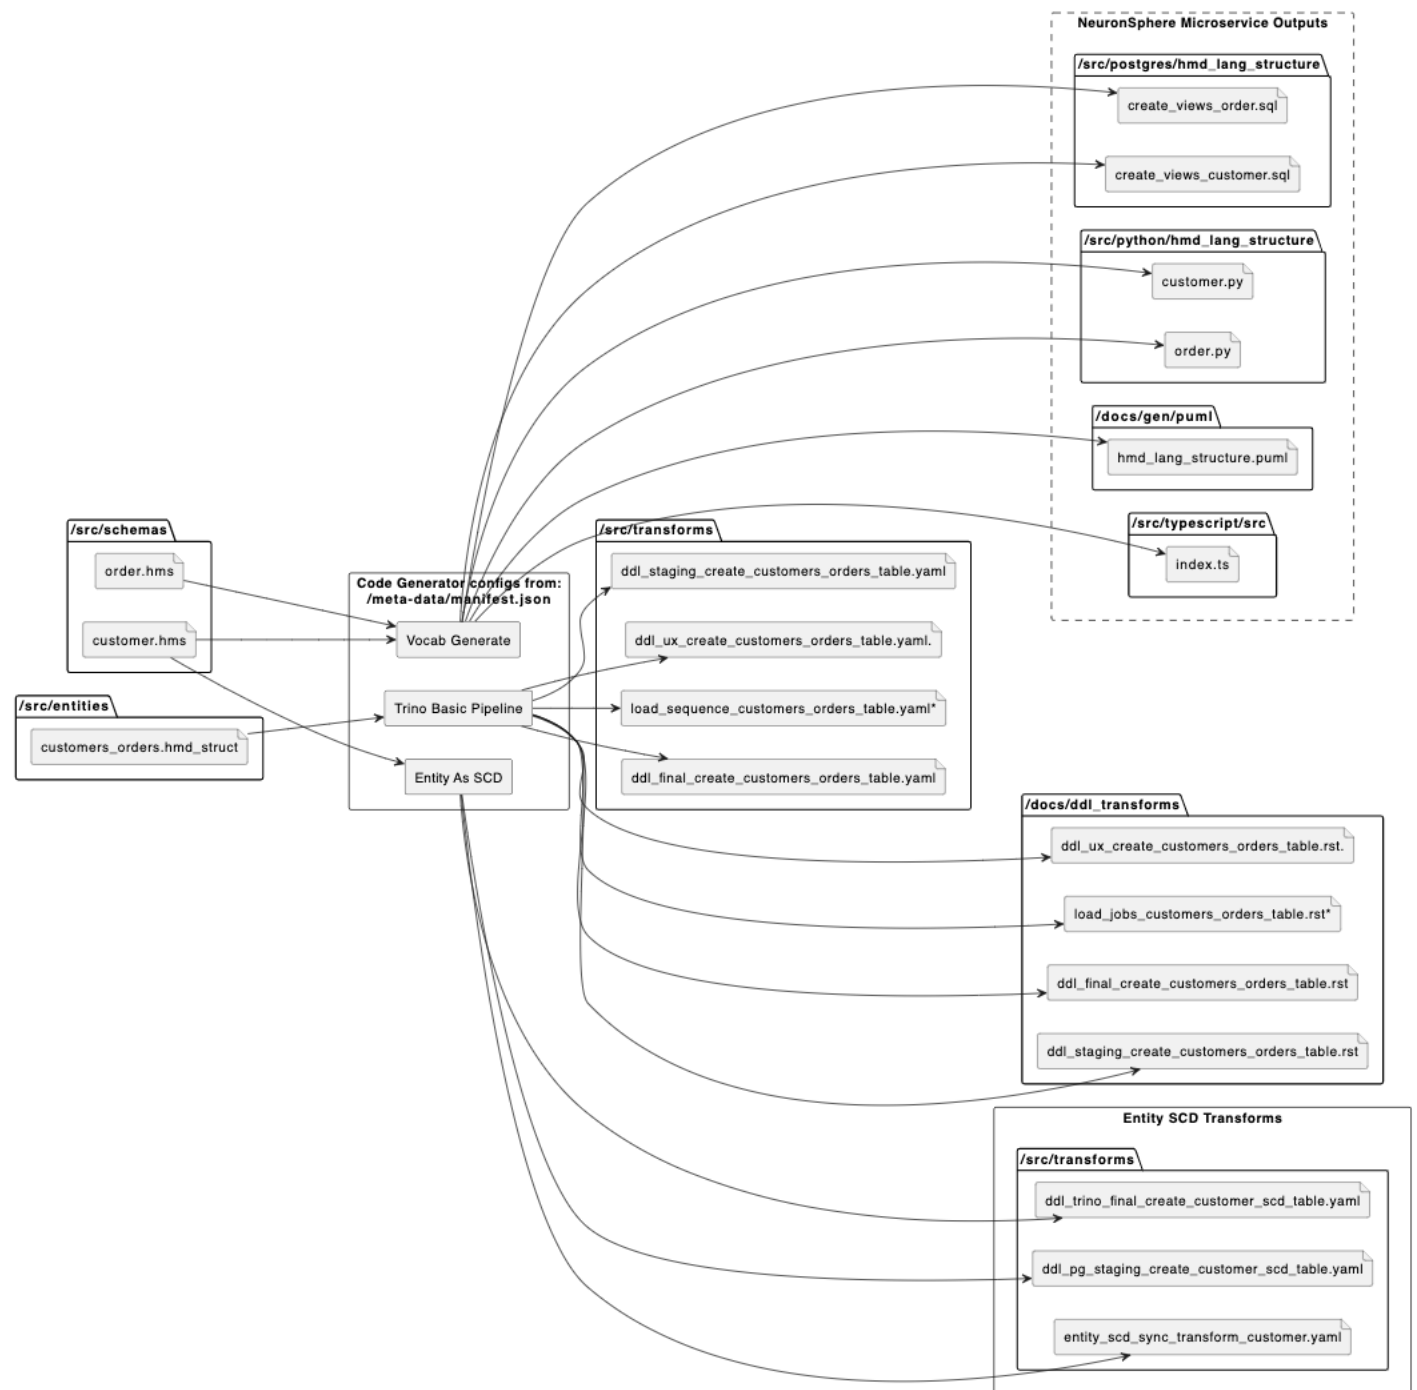 NeuronSphere Microservice Outputs
/src/postgres/hmd_lang_structure
create_views_order.sql
create_views_customer.sql
/src/python/hmd_lang_structure
customer.py
order.py
/docs/gen/puml
hmd_lang_structure.puml
/src/typescript/src
index.ts
/src/schemas
order.hms
customer.hms
/src/entities
customers_orders.hmd_struct
Code Generator configs from:
/meta-data/manifest.json
Vocab Generate
Trino Basic Pipeline
Entity As SCD
/src/transforms
ddl_staging_create_customers_orders_table.yaml
ddl_ux_create_customers_orders_table.yaml.
load_sequence_customers_orders_table.yaml*
ddl_final_create_customers_orders_table.yaml
/docs/ddl_transforms
ddl_ux_create_customers_orders_table.rst.
load_jobs_customers_orders_table.rst*
ddl_final_create_customers_orders_table.rst
ddl_staging_create_customers_orders_table.rst
Entity SCD Transforms
/src/transforms
ddl_trino_final_create_customer_scd_table.yaml
ddl_pg_staging_create_customer_scd_table.yaml
entity_scd_sync_transform_customer.yaml